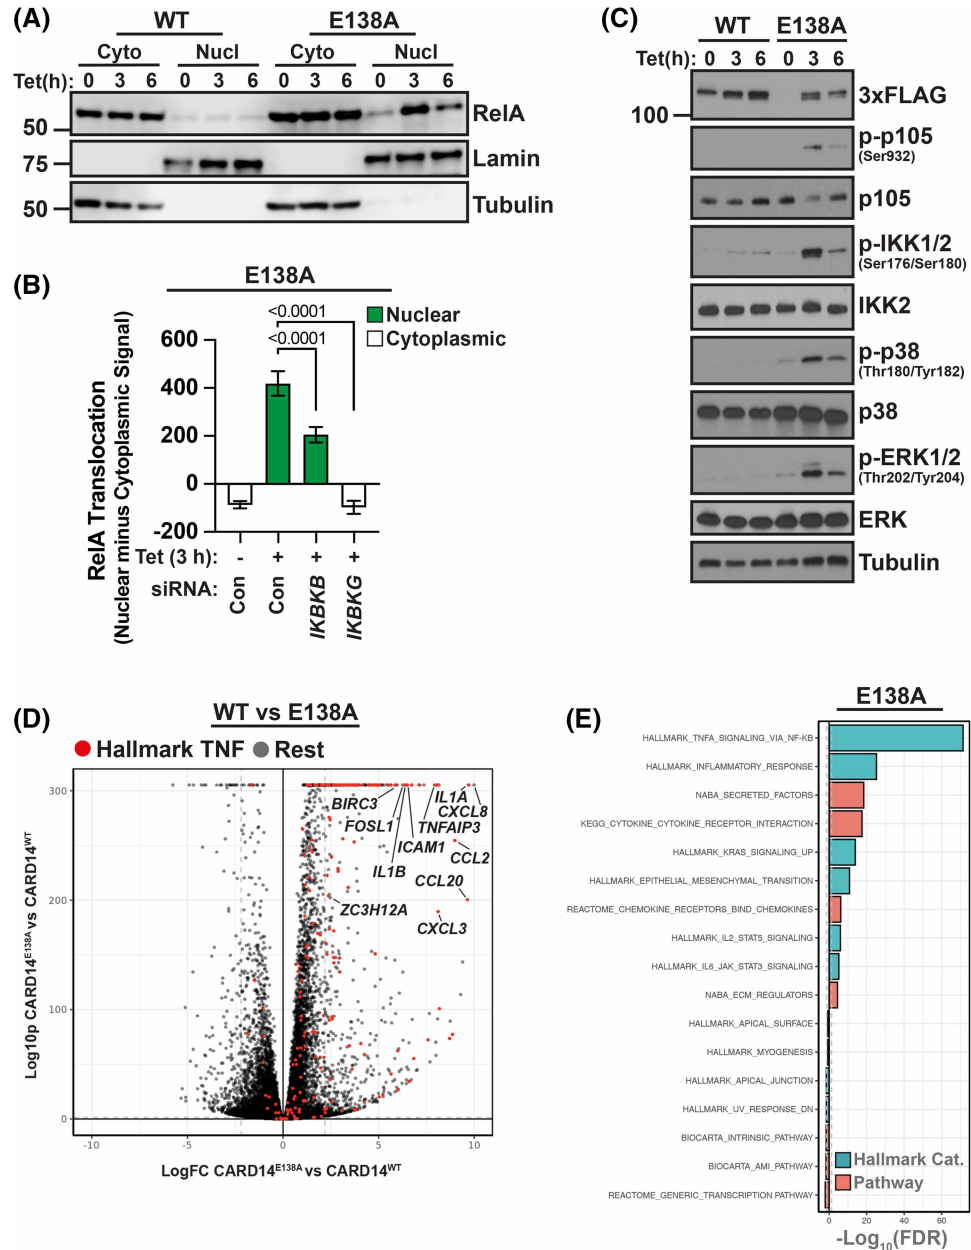 (A)
WT
E138A
Cyto
Nucl
Cyto
Nucl
Tet(h): 0 3 6 0 3 6 0 3 6 0 3 6
50
RelA
75
Lamin
50
Tubulin
(B)
E138A
<0.0001
<0.0001
Nuclear
Cytoplasmic
RelA Translocation
(Nuclear minus Cytoplasmic Signal)
600
400
200
0
-200
Tet (3 h): - + + +
siRNA: Con Con IKBKB IKBKG
(C)
WT E138A
Tet(h): 0 3 6 0 3 6
100
3xFLAG
p-p105
(Ser932)
p105
p-IKK1/2
(Ser176/Ser180)
IKK2
p-p38
(Thr180/Tyr182)
p38
p-ERK1/2
(Thr202/Tyr204)
ERK
Tubulin
(D)
WT vs E138A
Hallmark TNF Rest
Log10p CARD14E138A vs CARD14WT
300
200
100
0
BIRC3
IL1A
CXCL8
FOSL1
TNFAIP3
ICAM1
CCL2
IL1B
CCL20
ZC3H12A
CXCL3
-10 -5 0 5 10
LogFC CARD14E138A vs CARD14WT
(E)
E138A
HALLMARK_TNFA_SIGNALING_VIA_NF-KB
HALLMARK_INFLAMMATORY_RESPONSE
NABA_SECRETED_FACTORS
KEGG_CYTOKINE_CYTOKINE_RECEPTOR_INTERACTION
HALLMARK_KRAS_SIGNALING_UP
HALLMARK_EPITHELIAL_MESENCHYMAL_TRANSITION
REACTOME_CHEMOKINE_RECEPTORS_BIND_CHEMOKINES
HALLMARK_IL2_STAT5_SIGNALING
HALLMARK_IL6_JAK_STAT3_SIGNALING
NABA_ECM_REGULATORS
HALLMARK_APICAL_SURFACE
HALLMARK_MYOGENESIS
HALLMARK_APICAL_JUNCTION
HALLMARK_UV_RESPONSE_DN
BIOCARTA_INTRINSIC_PATHWAY
BIOCARTA_AMI_PATHWAY
REACTOME_GENERIC_TRANSCRIPTION PATHWAY
Hallmark Cat.
Pathway
0 20 40 60
-Log10(FDR)